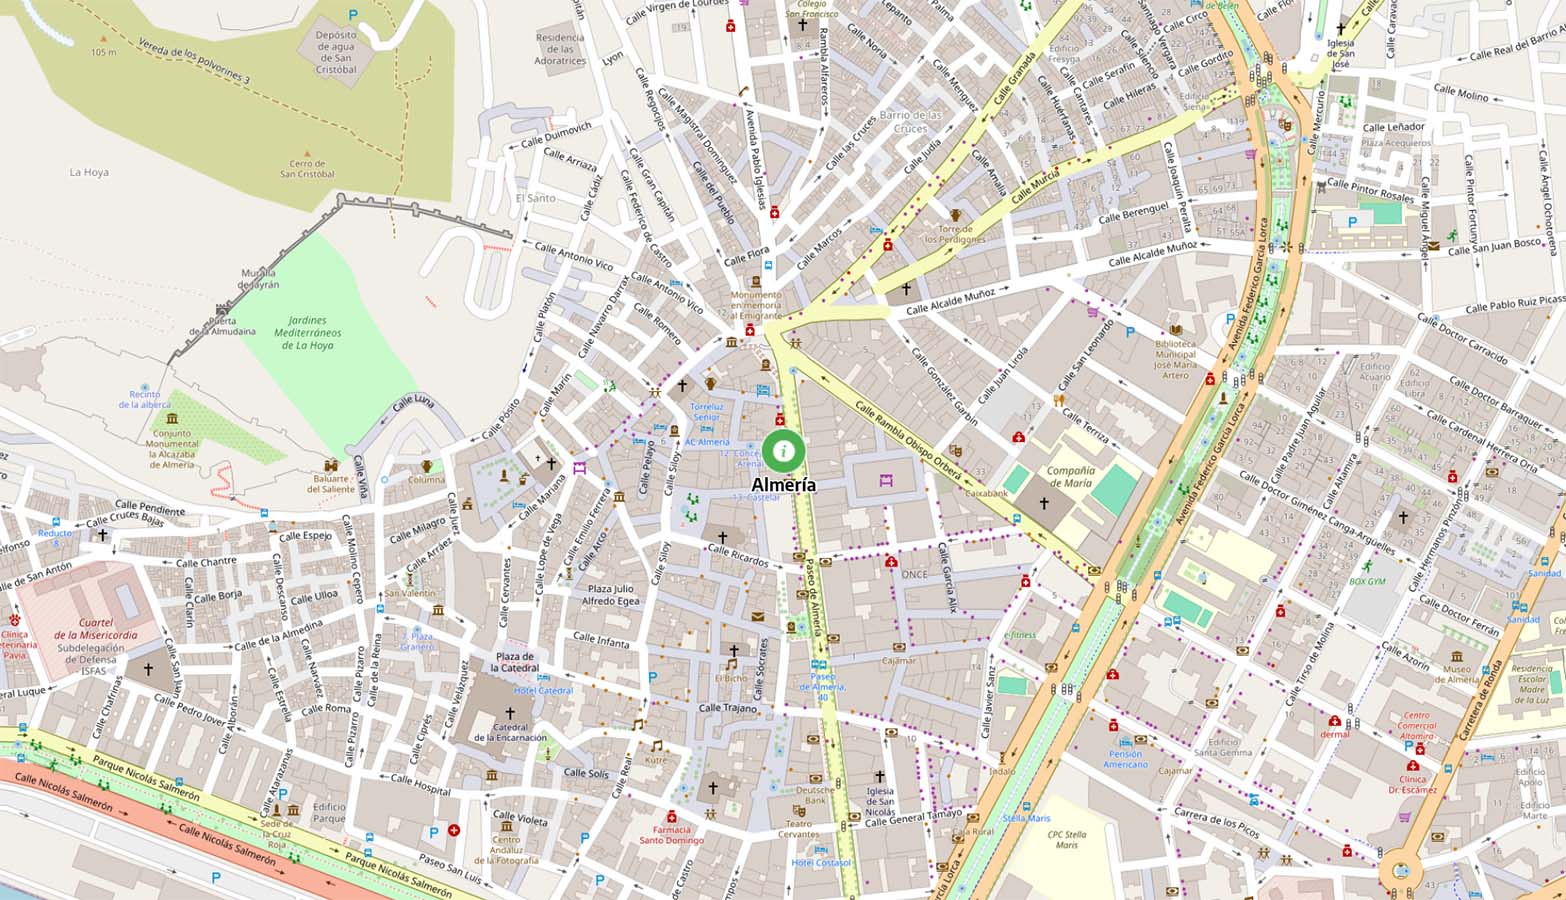 Calle Virgen de Lourdes
Colegio
San Francisco
Lepanto
Palma
Calle Noria
Calle Granada
Edificio
Fresyga
Santiago Vergara
Calle Circo
de Belén
Iglesia
de San
José
Calle Caravaca
Calle Real del Barrio Alto
105 m
Vereda de los polvorines 3
Depósito
de agua
de San
Cristóbal
Residencia
de las
Adoratrices
Lyon
Calle Regocijos
Calle Magistral Domínguez
Avenida Pablo Iglesias
Rambla Alfareros
Calle Menguez
Barrio de las
Cruces
Calle las Cruces
Calle Judía
Calle Amalia
Calle Huérfanas
Calle Cantares
Calle Serafín
Calle Silencio
Calle Hileras
Calle Gordito
Edificio
Siena
Calle Mercurio
Calle Molino
Calle Leñador
Plaza Acequieros
Calle Pintor Rosales
Calle Miguel Ángel
Calle Pintor Fortuny
Calle Ángel Ochotorena
Calle San Juan Bosco
Calle Pablo Ruiz Picasso
La Hoya
Cerro de
San Cristóbal
El Santo
Calle Duimovich
Calle Arriaza
Calle Cádiz
Calle Gran Capitán
Calle Federico de Castro
Calle del Pueblo
Calle Flora
Calle Marcos
Calle Antonio Vico
Calle Antonio Vico
Calle Murcia
Torre de
los Perdigones
Calle Joaquín Peralta
Calle Berenguel
Calle Alcalde Muñoz
Calle Alcalde Muñoz
Avenida Federico García Lorca
Muralla
de Jayrán
Puerta
de la Almudaina
Jardines
Mediterráneos
de La Hoya
Calle Platón
Calle Navarro Darrax
Calle Romero
Monumento
en memoria
al Emigrante
Recinto
de la alberca
Conjunto
Monumental
la Alcazaba
de Almería
Baluarte
del Saliente
Calle Luna
Calle Viña
Columna
Calle Pósito
Calle Marín
Torreluz
Senior
AC Almería
12, Concep.
Arenal
13, Castelar
Almería
Calle Rambla Obispo Orberá
Calle González Garbín
Calle Juan Lirola
Calle San Leonardo
Calle Terriza
Biblioteca
Municipal
José María
Artero
Compañía
de María
Caixabank
Avenida Federico García Lorca
Calle Doctor Carracido
Edificio
Acuario
Edificio
Libra
Calle Doctor Barraquer
Calle Cardenal Herrera Oria
Calle Padre Juan Aguilar
Calle Altamira
Calle Doctor Giménez Canga-Argüelles
Calle Hermanos Pinzón
BOX GYM
Calle Doctor Ferrán
Sanidad
Sanidad
Calle Azorín
Calle Tirso de Molina
Museo
de Almería
Residencia
Escolar
Madre
de la Luz
Carretera de Ronda
Calle Pendiente
Calle Cruces Bajas
Reducto
8
Calle de San Antón
Calle Chantre
Calle Espejo
Calle Molino Cepero
Calle Milagro
Calle Juez
Calle Arráez
San Valentín
Calle Mariana
Calle Pelayo
Calle Siloy
Calle Siloy
Calle Emilio Ferrera
Calle Lope de Vega
Calle Arco
Calle Cervantes
Plaza Julio
Alfredo Egea
Calle Ricardos
Paseo de Almería
ONCE
Calle García Alix
e-fitness
Clínica
Veterinaria
Pavia
Cuartel
de la Misericordia
Subdelegación
de Defensa
ISFAS
Calle Clarín
Calle Borja
Calle Descanso
Calle Ulloa
Calle de la Almedina
Calle de la Reina
7, Plaza
Granero
Calle Infanta
Plaza de
la Catedral
Hotel Catedral
Catedral
de la Encarnación
El Bicho
Calle Sócrates
Calle Trajano
Paseo
de Almería,
40
Cajamar
Calle Javier Sanz
Índalo
Calle San Juan
Calle Chafarinas
Calle Pedro Jover
Calle Alborán
Calle Estrella
Calle Narváez
Calle Roma
Calle Pizarro
Calle Pizarro
Calle Ciprés
Calle Velázquez
Calle Atarazanas
Parque Nicolás Salmerón
Calle Nicolás Salmerón
Calle Nicolás Salmerón
Parque Nicolás Salmerón
Sede de
la Cruz
Roja
Edificio
Parque
Calle Hospital
Calle Solís
Calle Real
Kutre
Calle Violeta
Centro
Andaluz
de la Fotografía
Paseo San Luis
Farmacia
Santo Domingo
Deutsche
Bank
Teatro
Cervantes
Hotel Costasol
Iglesia
de San
Nicolás
Calle General Tamayo
Caja Rural
Stella Maris
CPC Stella
Maris
Pensión
Americano
Cajamar
Edificio
Santa Gemma
dermal
Centro
Comercial
Altamira
Clínica
Dr. Escámez
Carrera de los Picos
Edificio
Apolo
Edificio
Marte